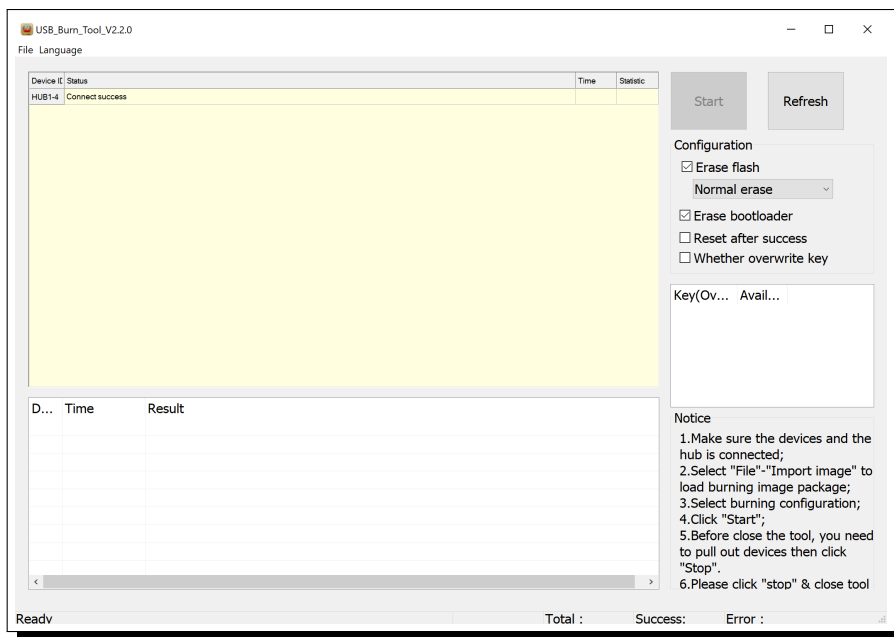 USB_Burn_Tool_V2.2.0
File Language
Device ID Status Time Statistic
HUB1-4 Connect success
Start Refresh
Configuration
Erase flash
Normal erase
Erase bootloader
Reset after success
Whether overwrite key
Key(Ov... Avail...
D... Time Result
Notice
1.Make sure the devices and the
hub is connected;
2.Select "File"-"Import image" to
load burning image package;
3.Select burning configuration;
4.Click "Start";
5.Before close the tool, you need
to pull out devices then click
"Stop".
6.Please click "stop" & close tool
Ready Total : Success: Error :